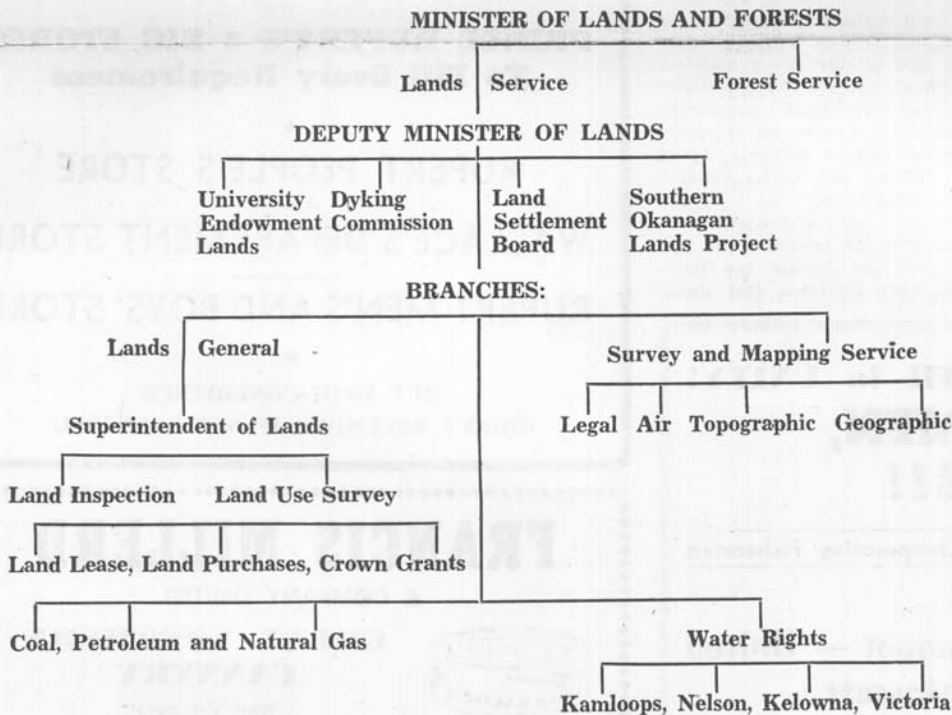 MINISTER OF LANDS AND FORESTS
Lands Service
Forest Service
DEPUTY MINISTER OF LANDS
University Dyking Land Southern
Endowment Commission Settlement Okanagan
Lands Board Lands Project
BRANCHES:
Lands General
Survey and Mapping Service
Legal Air Topographic Geographic
Superintendent of Lands
Land Inspection Land Use Survey
Land Lease, Land Purchases, Crown Grants
Coal, Petroleum and Natural Gas
Water Rights
Kamloops, Nelson, Kelowna, Victoria